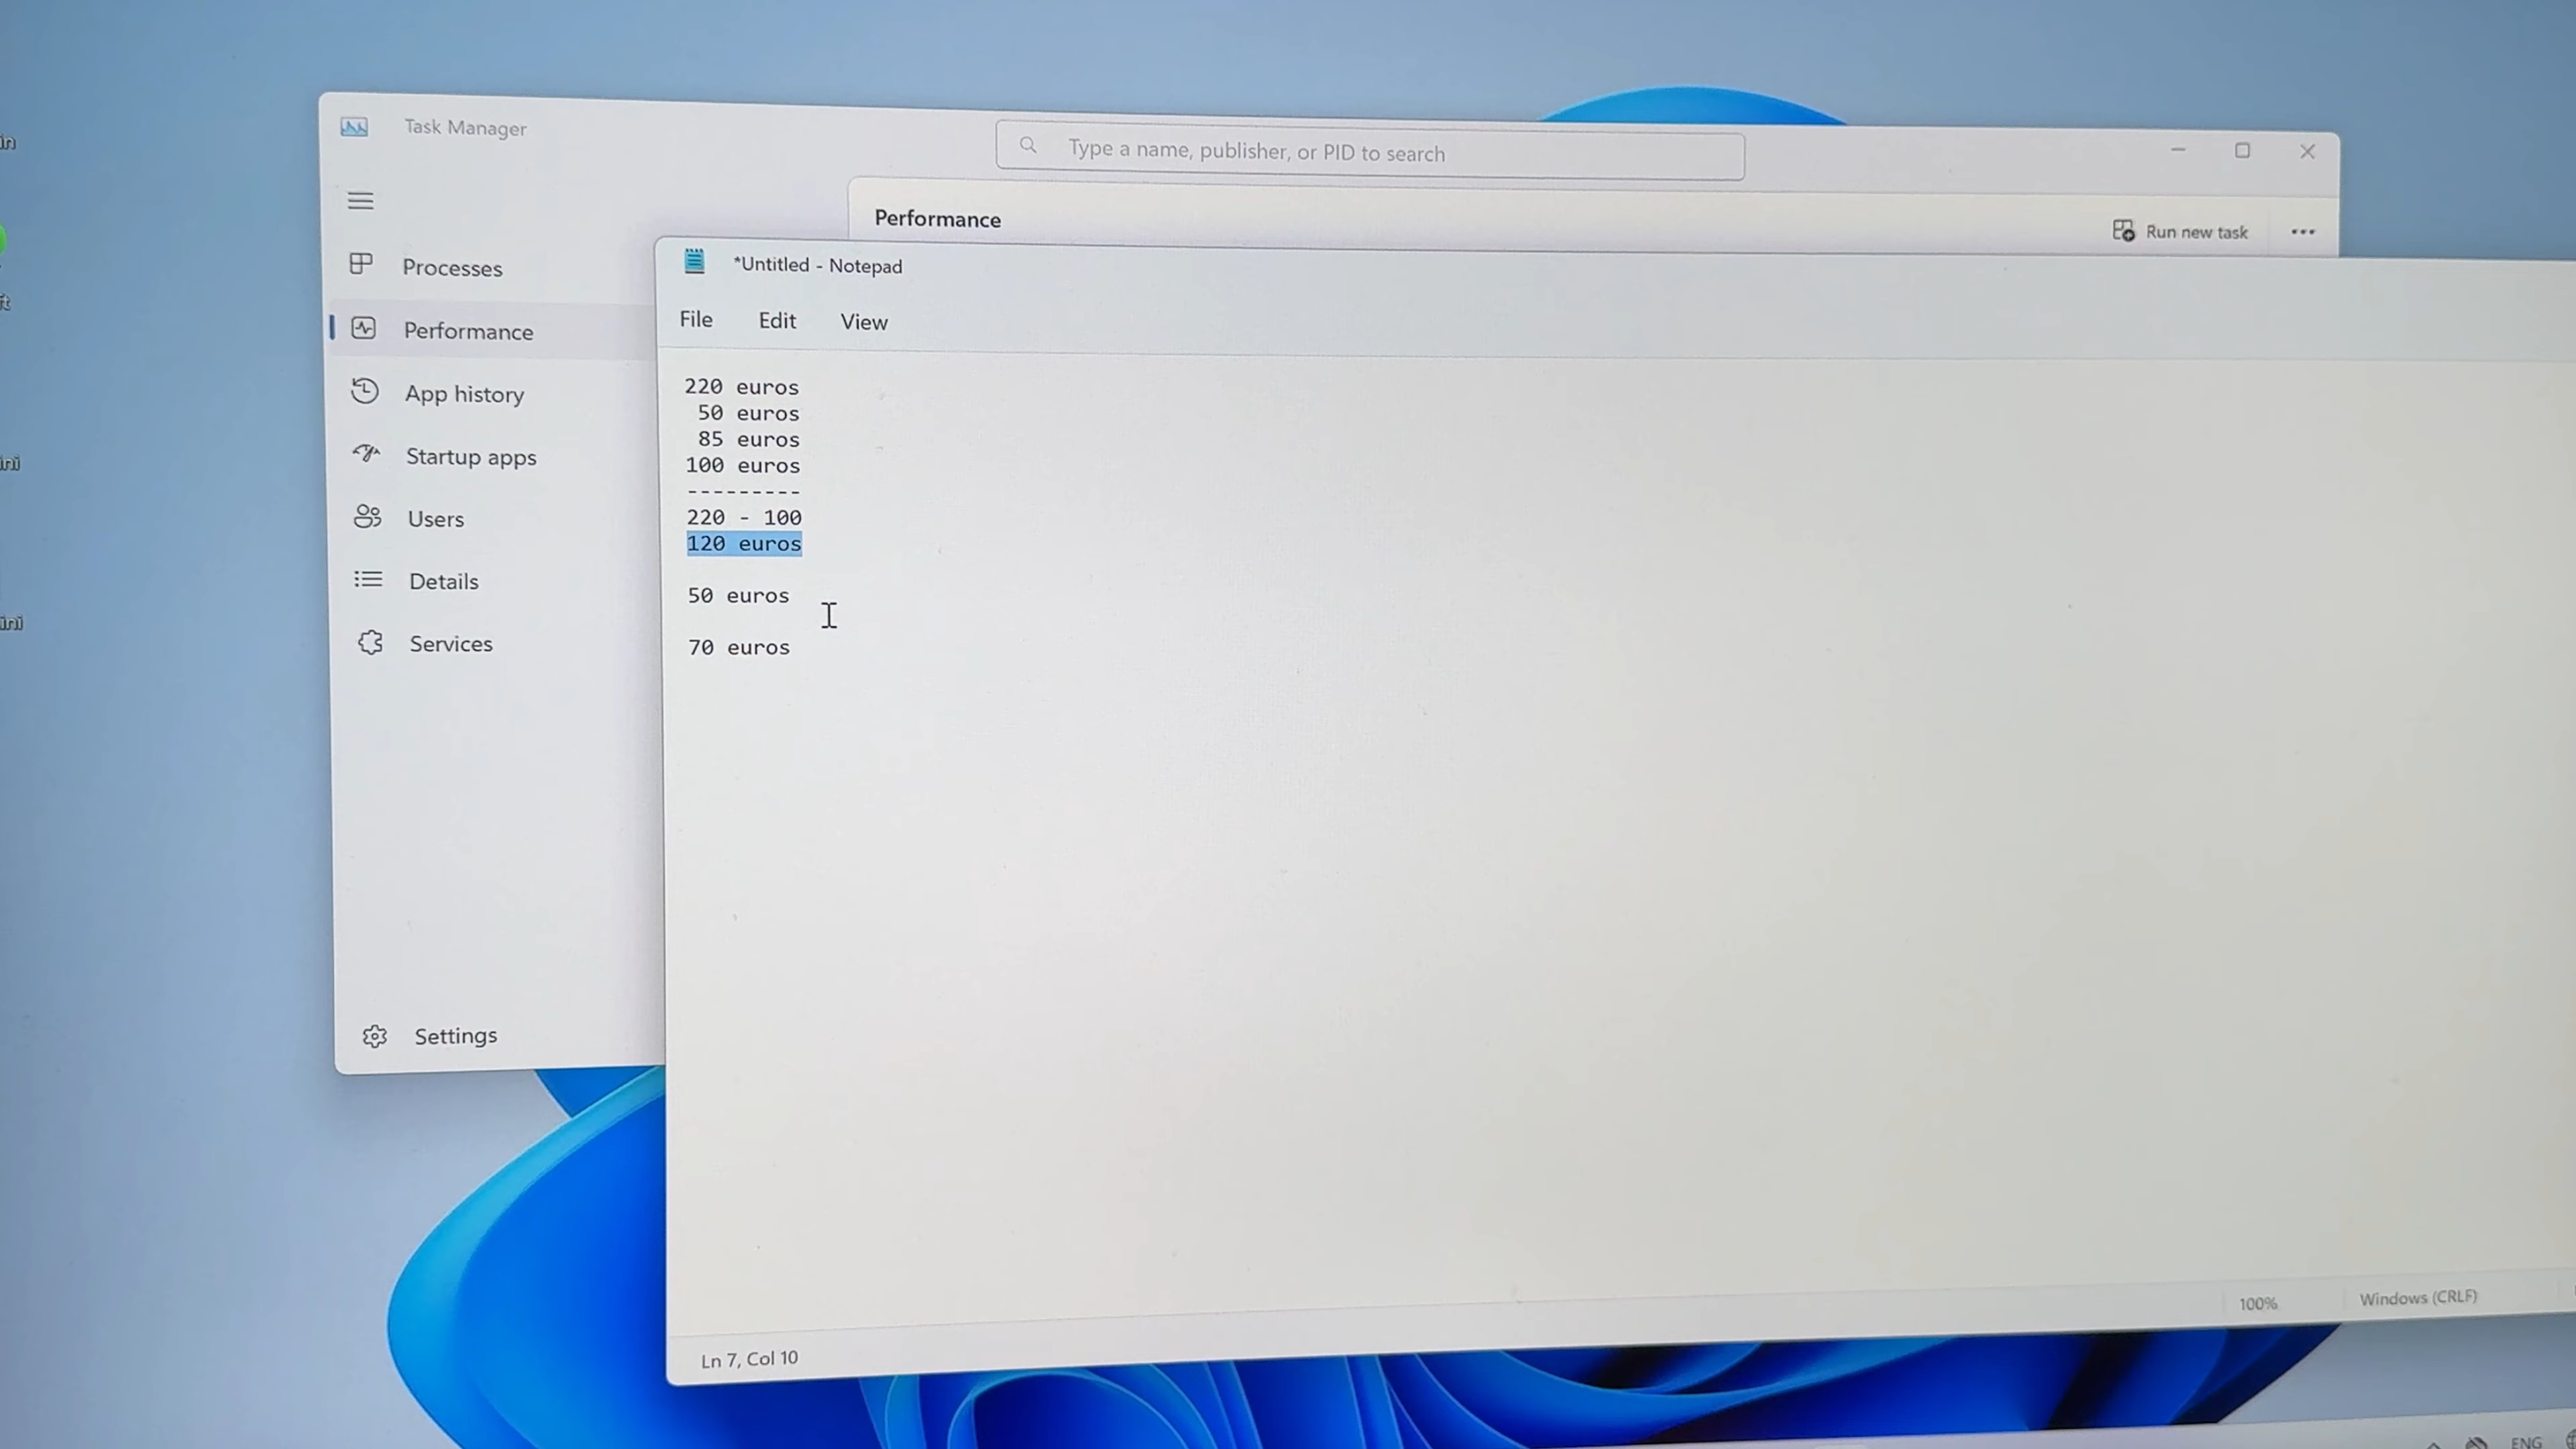 Task Manager
Type a name, publisher, or PID to search
Performance
Run new task
Processes
Performance
App history
Startup apps
Users
Details
Services
Settings
*Untitled - Notepad
File Edit View
220 euros
50 euros
85 euros
100 euros
---------
220 - 100
120 euros
50 euros
70 euros
Ln 7, Col 10
100%
Windows (CRLF)
ENG